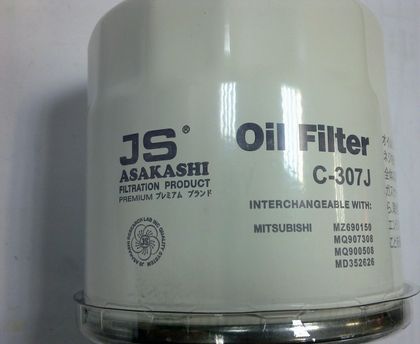 JS®
ASAKASHI
FILTRATION PRODUCT
PREMIUM プレミアム ブランド
Oil Filter
C-307J
INTERCHANGEABLE WITH:
MITSUBISHI MZ690150
MQ907308
MQ900508
MD352626